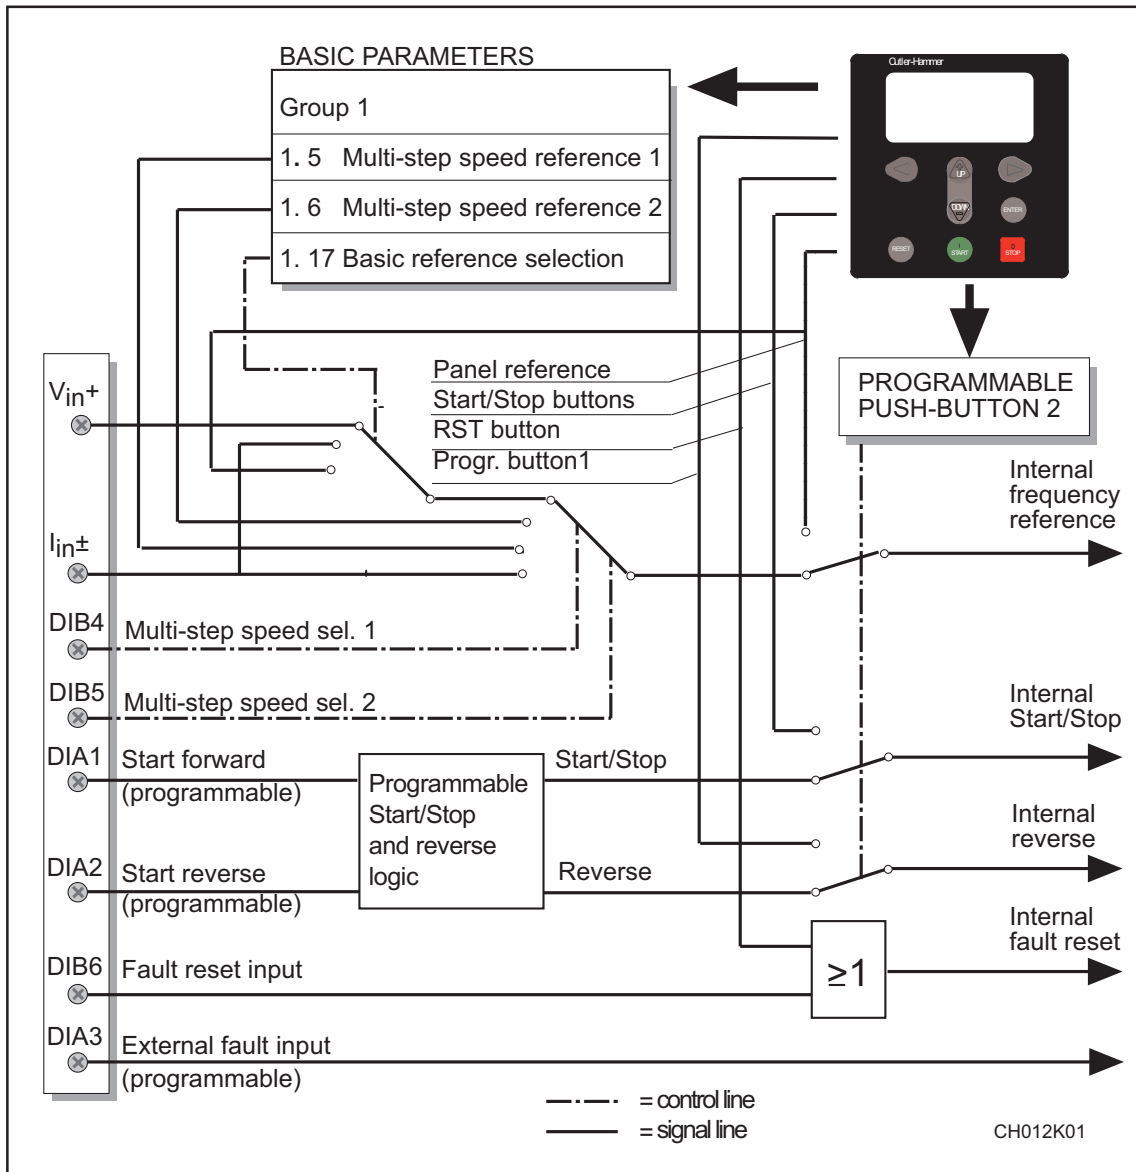 BASIC PARAMETERS
Group 1
1. 5 Multi-step speed reference 1
1. 6 Multi-step speed reference 2
1. 17 Basic reference selection
Cutler-Hammer
UP
DOWN
ENTER
RESET
I
START
0
STOP
PROGRAMMABLE
PUSH-BUTTON 2
Panel reference
Start/Stop buttons
RST button
Progr. button1
Vin+
Iin±
DIB4
Multi-step speed sel. 1
DIB5
Multi-step speed sel. 2
DIA1
Start forward
(programmable)
DIA2
Start reverse
(programmable)
Programmable
Start/Stop
and reverse
logic
Start/Stop
Reverse
DIB6
Fault reset input
DIA3
External fault input
(programmable)
≥1
Internal
frequency
reference
Internal
Start/Stop
Internal
reverse
Internal
fault reset
= control line
= signal line
CH012K01